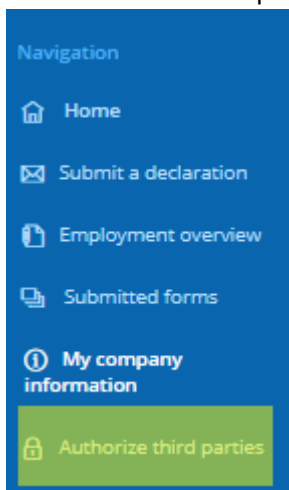 Navigation
Home
Submit a declaration
Employment overview
Submitted forms
My company
information
Authorize third parties